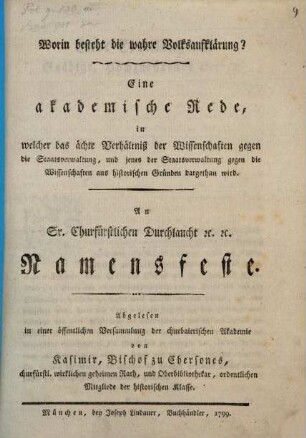 9
Worin besteht die wahre Volksaufklärung?
Eine
akademische Rede,
in
welcher das ächte Verhältniß der Wissenschaften gegen
die Staatsverwaltung, und jenes der Staatsverwaltung gegen die
Wissenschaften aus historischen Gründen dargethan wird.
An
Sr. Churfürstlichen Durchlaucht ꝛc. ꝛc.
Namensfeste.
Abgelesen
in einer öffentlichen Versammlung der churbaierischen Akademie
von
Kasimir, Bischof zu Chersones,
churfürstl. wirklichen geheimen Rath, und Oberbibliothekar, ordentlichen
Mitgliede der historischen Klasse.
München, bey Joseph Lindauer, Buchhändler, 1799.